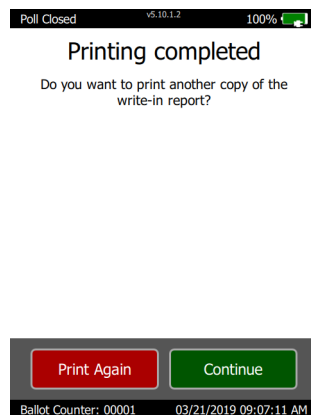 Poll Closed v5.10.1.2 100%
Printing completed
Do you want to print another copy of the
write-in report?
Print Again Continue
Ballot Counter: 00001 03/21/2019 09:07:11 AM